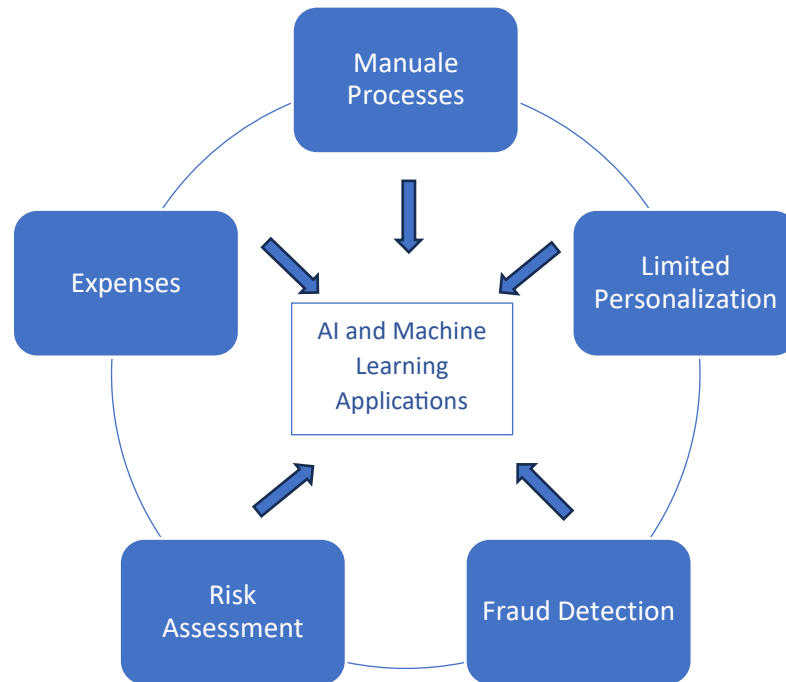 Manuale
Processes
Expenses
Limited
Personalization
AI and Machine
Learning
Applications
Risk
Assessment
Fraud Detection